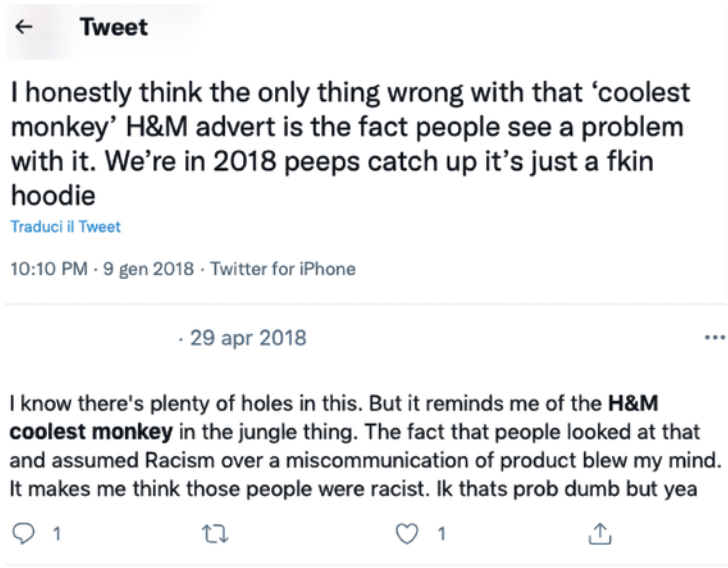 Tweet
I honestly think the only thing wrong with that ‘coolest
monkey’ H&M advert is the fact people see a problem
with it. We’re in 2018 peeps catch up it’s just a fkin
hoodie
Traduci il Tweet
10:10 PM · 9 gen 2018 · Twitter for iPhone
· 29 apr 2018
I know there's plenty of holes in this. But it reminds me of the H&M
coolest monkey in the jungle thing. The fact that people looked at that
and assumed Racism over a miscommunication of product blew my mind.
It makes me think those people were racist. Ik thats prob dumb but yea
1 1